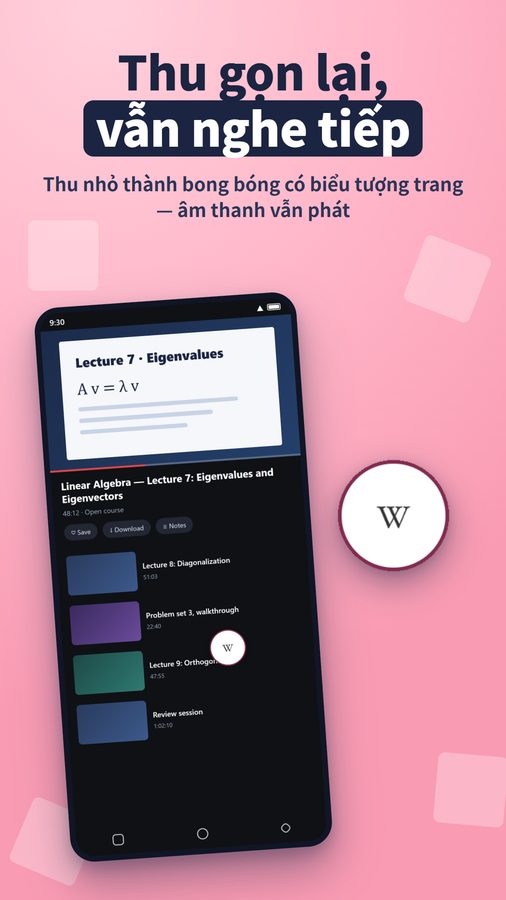 Thu gọn lại,
vẫn nghe tiếp
Thu nhỏ thành bong bóng có biểu tượng trang
— âm thanh vẫn phát
9:30
Lecture 7 · Eigenvalues
A v = λ v
Linear Algebra — Lecture 7: Eigenvalues and
Eigenvectors
48:12 · Open course
♡ Save
↓ Download
≡ Notes
Lecture 8: Diagonalization
51:03
Problem set 3, walkthrough
22:40
W
Lecture 9:
47:55
Review session
1:02:10
W